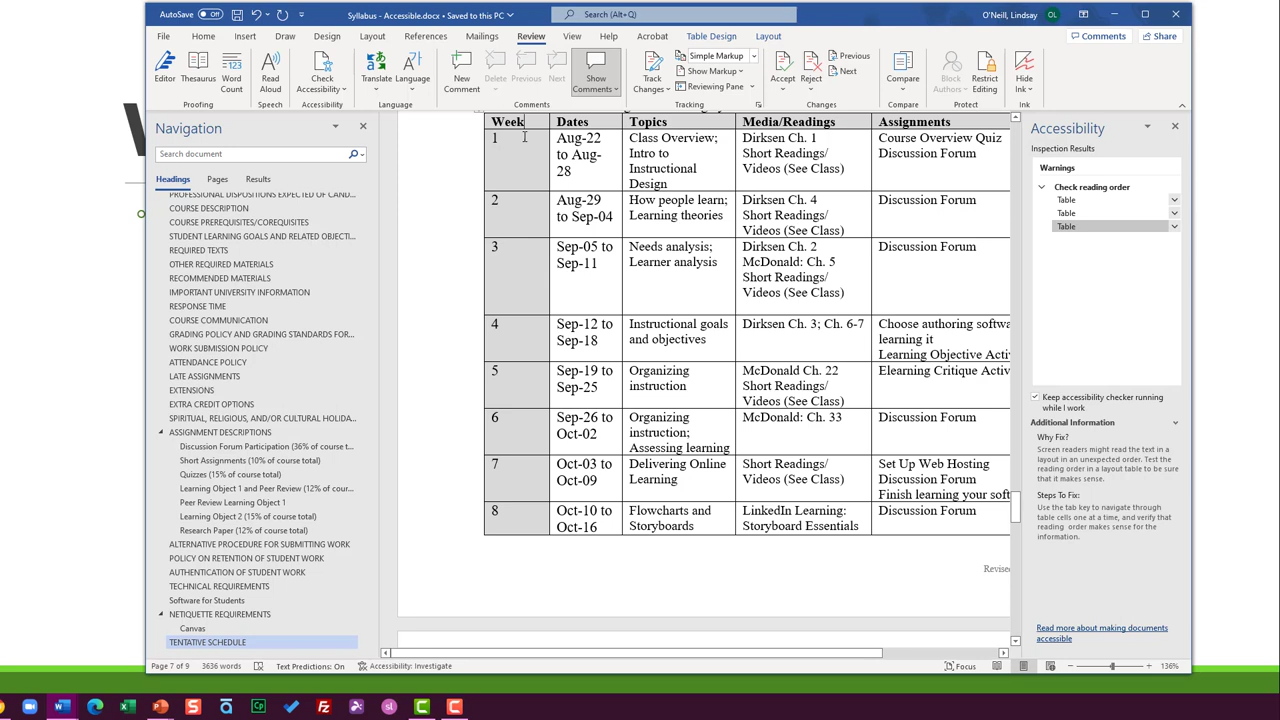 AutoSave Off
Syllabus - Accessible.docx • Saved to this PC
Search (Alt+Q)
O'Neill, Lindsay OL
File Home Insert Draw Design Layout References Mailings Review View Help Acrobat Table Design Layout
Comments Share
Editor Thesaurus Word Count
Read Aloud
Check Accessibility
Translate Language
New Comment Delete Previous Next Show Comments
Track Changes
Simple Markup
Show Markup
Reviewing Pane
Accept Reject
Previous
Next
Compare
Block Authors Restrict Editing
Hide Ink
Proofing Speech Accessibility Language Comments Tracking Changes Compare Protect Ink
Navigation
Search document
Headings Pages Results
PROFESSIONAL DISPOSITIONS EXPECTED OF CAND...
COURSE DESCRIPTION
COURSE PREREQUISITES/COREQUISITES
STUDENT LEARNING GOALS AND RELATED OBJECTI...
REQUIRED TEXTS
OTHER REQUIRED MATERIALS
RECOMMENDED MATERIALS
IMPORTANT UNIVERSITY INFORMATION
RESPONSE TIME
COURSE COMMUNICATION
GRADING POLICY AND GRADING STANDARDS FOR...
WORK SUBMISSION POLICY
ATTENDANCE POLICY
LATE ASSIGNMENTS
EXTENSIONS
EXTRA CREDIT OPTIONS
SPIRITUAL, RELIGIOUS, AND/OR CULTURAL HOLIDA...
ASSIGNMENT DESCRIPTIONS
Discussion Forum Participation (36% of course t...
Short Assignments (10% of course total)
Quizzes (15% of course total)
Learning Object 1 and Peer Review (12% of cour...
Peer Review Learning Object 1
Learning Object 2 (15% of course total)
Research Paper (12% of course total)
ALTERNATIVE PROCEDURE FOR SUBMITTING WORK
POLICY ON RETENTION OF STUDENT WORK
AUTHENTICATION OF STUDENT WORK
TECHNICAL REQUIREMENTS
Software for Students
NETIQUETTE REQUIREMENTS
Canvas
TENTATIVE SCHEDULE
Week Dates Topics Media/Readings Assignments
1
Aug-22
to Aug-
28
Class Overview;
Intro to
Instructional
Design
Dirksen Ch. 1
Short Readings/
Videos (See Class)
Course Overview Quiz
Discussion Forum
2
Aug-29
to Sep-04
How people learn;
Learning theories
Dirksen Ch. 4
Short Readings/
Videos (See Class)
Discussion Forum
3
Sep-05 to
Sep-11
Needs analysis;
Learner analysis
Dirksen Ch. 2
McDonald: Ch. 5
Short Readings/
Videos (See Class)
Discussion Forum
4
Sep-12 to
Sep-18
Instructional goals
and objectives
Dirksen Ch. 3; Ch. 6-7
Choose authoring softwa
learning it
Learning Objective Acti
5
Sep-19 to
Sep-25
Organizing
instruction
McDonald Ch. 22
Short Readings/
Videos (See Class)
Elearning Critique Activ
6
Sep-26 to
Oct-02
Organizing
instruction;
Assessing learning
McDonald: Ch. 33
Discussion Forum
7
Oct-03 to
Oct-09
Delivering Online
Learning
Short Readings/
Videos (See Class)
Set Up Web Hosting
Discussion Forum
Finish learning your soft
8
Oct-10 to
Oct-16
Flowcharts and
Storyboards
LinkedIn Learning:
Storyboard Essentials
Discussion Forum
Revised
Accessibility
Inspection Results
Warnings
Check reading order
Table
Table
Table
Keep accessibility checker running
while I work
Additional Information
Why Fix?
Screen readers might read the text in a
layout in an unexpected order. Test the
reading order in a layout table to be sure
that it makes sense.
Steps To Fix:
Use the tab key to navigate through
table cells one at a time, and verify that
reading order makes sense for the
information.
Read more about making documents
accessible
Page 7 of 9 3636 words Text Predictions: On Accessibility: Investigate Focus 136%